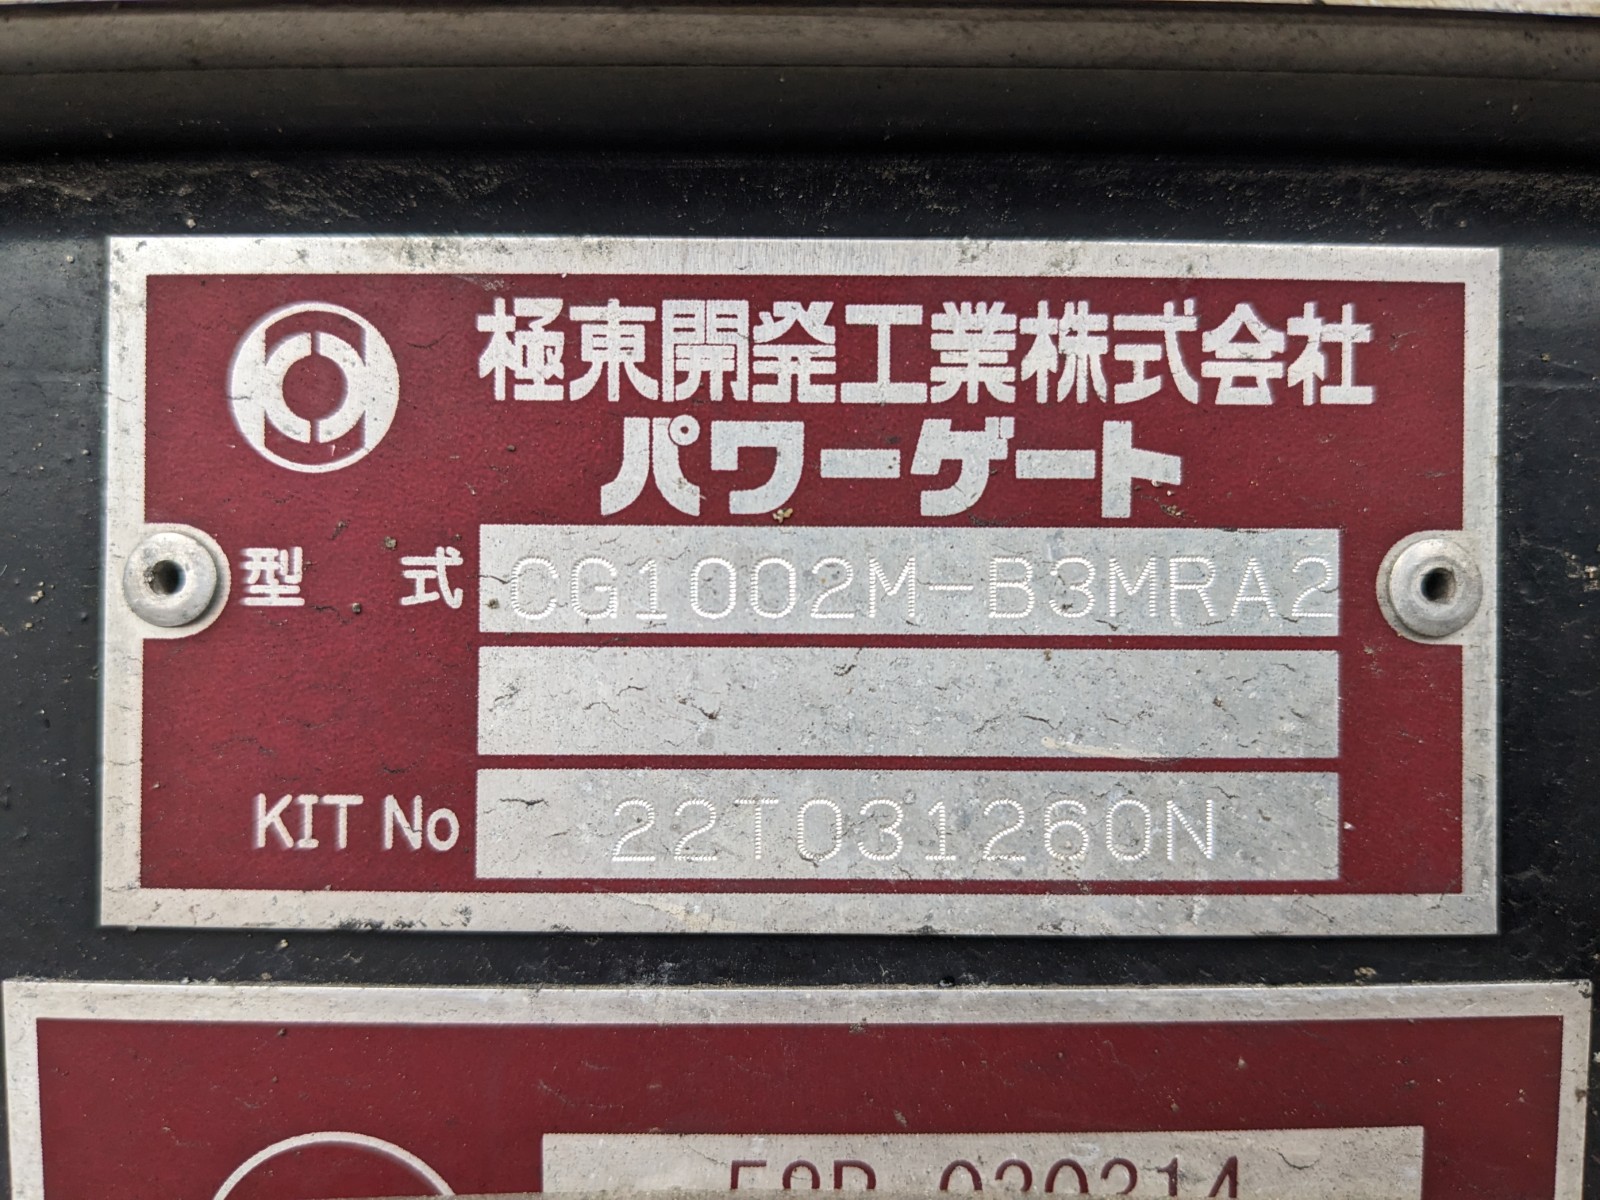 極東開発工業株式会社
パワーゲート
型 式 CG1002M-B3MRA2
KIT No 22T031260N